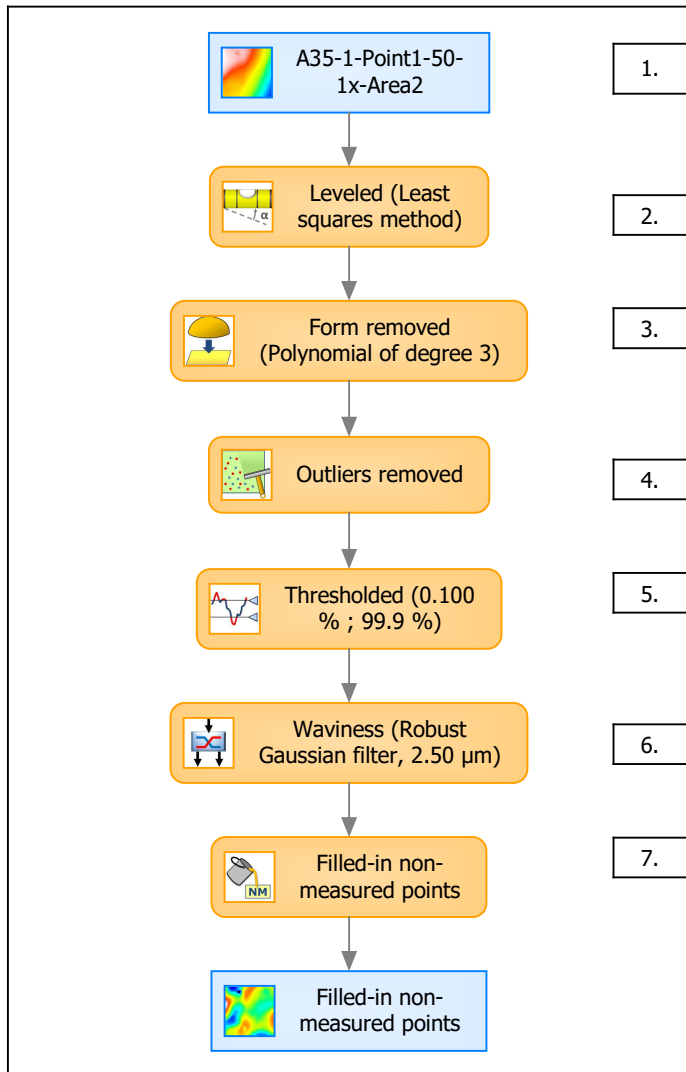 A35-1-Point1-50-
1x-Area2
1.
α
Leveled (Least
squares method)
2.
Form removed
(Polynomial of degree 3)
3.
Outliers removed
4.
Thresholded (0.100
% ; 99.9 %)
5.
Waviness (Robust
Gaussian filter, 2.50 µm)
6.
NM
Filled-in non-
measured points
7.
Filled-in non-
measured points